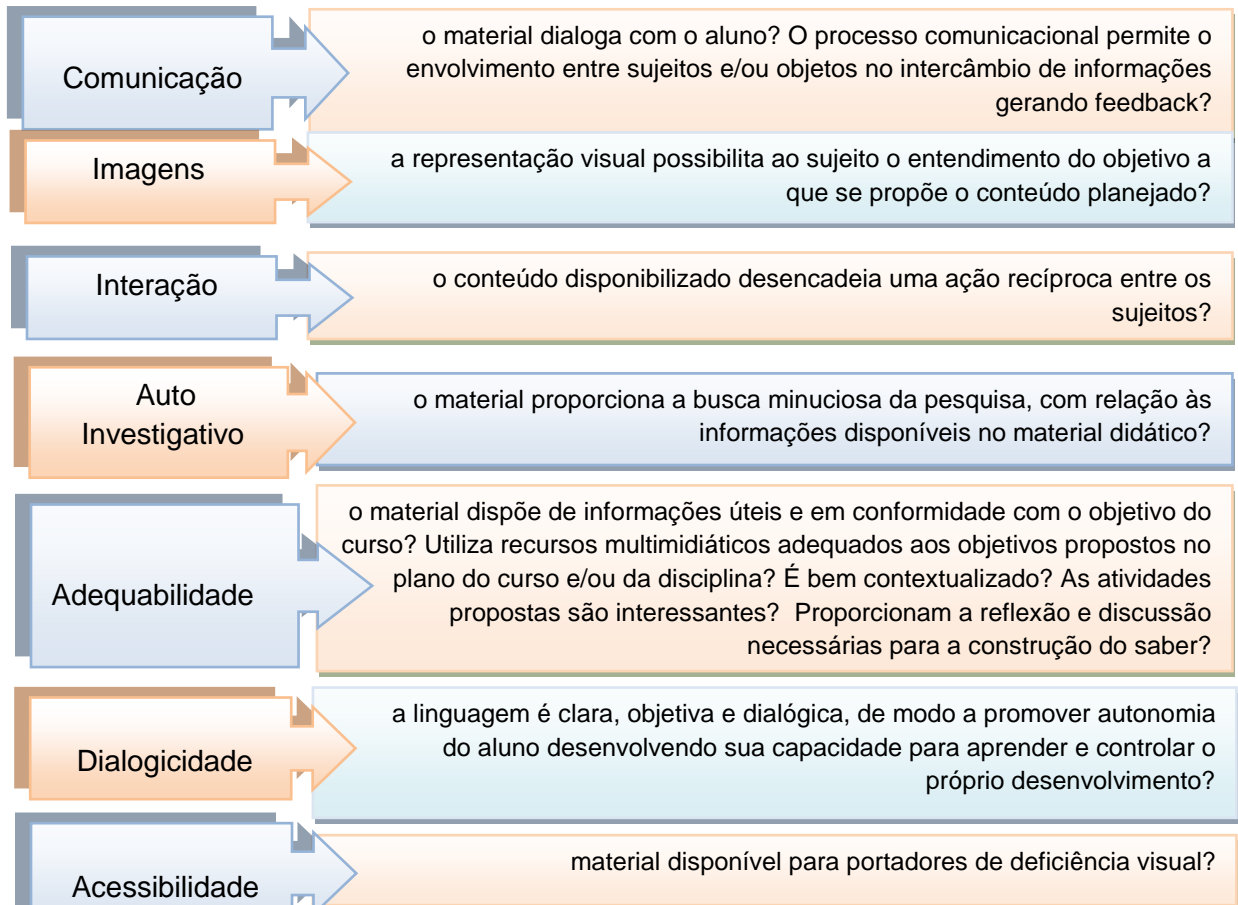 Comunicação
o material dialoga com o aluno? O processo comunicacional permite o
envolvimento entre sujeitos e/ou objetos no intercâmbio de informações
gerando feedback?
Imagens
a representação visual possibilita ao sujeito o entendimento do objetivo a
que se propõe o conteúdo planejado?
Interação
o conteúdo disponibilizado desencadeia uma ação recíproca entre os
sujeitos?
Auto
Investigativo
o material proporciona a busca minuciosa da pesquisa, com relação às
informações disponíveis no material didático?
Adequabilidade
o material dispõe de informações úteis e em conformidade com o objetivo do
curso? Utiliza recursos multimidiáticos adequados aos objetivos propostos no
plano do curso e/ou da disciplina? É bem contextualizado? As atividades
propostas são interessantes?  Proporcionam a reflexão e discussão
necessárias para a construção do saber?
Dialogicidade
a linguagem é clara, objetiva e dialógica, de modo a promover autonomia
do aluno desenvolvendo sua capacidade para aprender e controlar o
próprio desenvolvimento?
Acessibilidade
material disponível para portadores de deficiência visual?